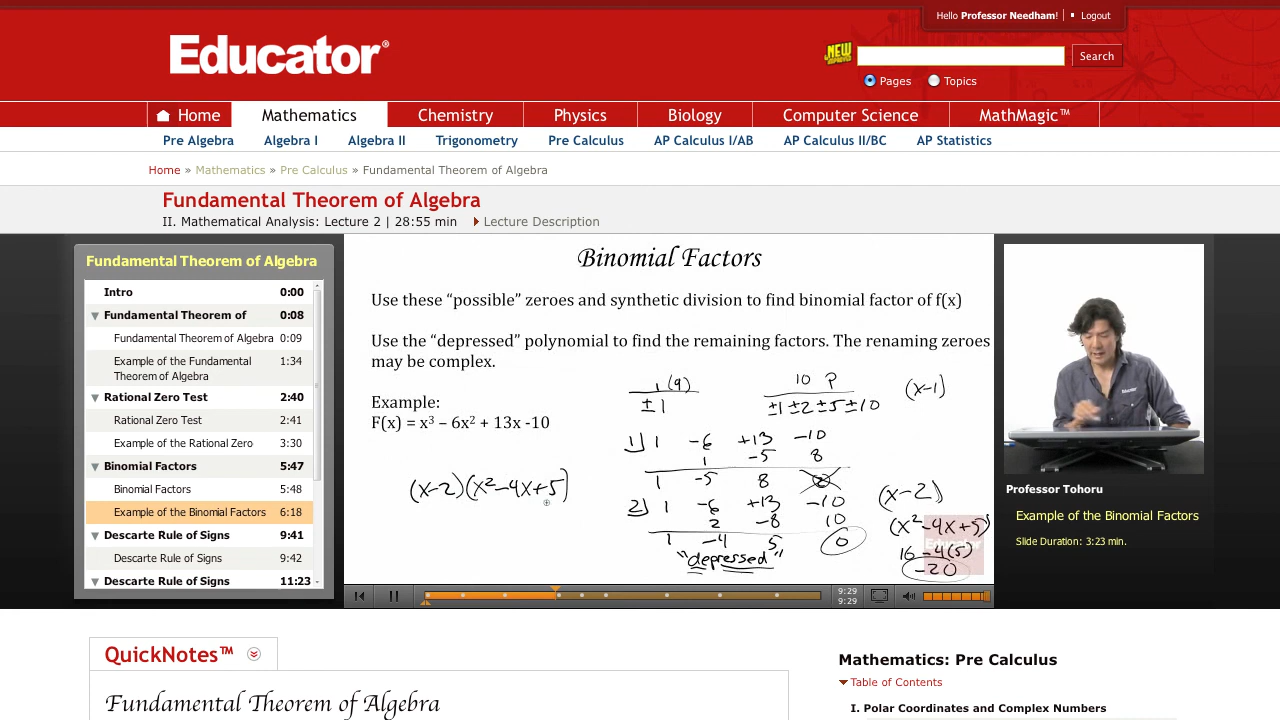 Hello Professor Needham! | ▪ Logout
Educator®
NEW
Search
Pages Topics
Home Mathematics Chemistry Physics Biology Computer Science MathMagic™
Pre Algebra Algebra I Algebra II Trigonometry Pre Calculus AP Calculus I/AB AP Calculus II/BC AP Statistics
Home » Mathematics » Pre Calculus » Fundamental Theorem of Algebra
Fundamental Theorem of Algebra
II. Mathematical Analysis: Lecture 2 | 28:55 min Lecture Description
Fundamental Theorem of Algebra
Intro 0:00
Fundamental Theorem of 0:08
Fundamental Theorem of Algebra 0:09
Example of the Fundamental 1:34
Theorem of Algebra
Rational Zero Test 2:40
Rational Zero Test 2:41
Example of the Rational Zero 3:30
Binomial Factors 5:47
Binomial Factors 5:48
Example of the Binomial Factors 6:18
Descarte Rule of Signs 9:41
Descarte Rule of Signs 9:42
Descarte Rule of Signs 11:23
Binomial Factors
Use these “possible” zeroes and synthetic division to find binomial factor of f(x)
Use the “depressed” polynomial to find the remaining factors. The renaming zeroes
may be complex.
Example:
F(x) = x³ – 6x² + 13x -10
(x-2)(x²-4x+5)
1 (q) 10 P (x-1)
±1 ±1 ±2 ±5 ±10
1) 1 -6 +13 -10
1 -5 8
1 -5 8
2) 1 -6 +13 -10 (x-2)
2 -8 10 (x²-4x+5)
1 -4 5 0 16-4(5)
"depressed" -20
Educator
9:29
9:29
Professor Tohoru
Example of the Binomial Factors
Slide Duration: 3:23 min.
QuickNotes™
Fundamental Theorem of Algebra
Mathematics: Pre Calculus
Table of Contents
I. Polar Coordinates and Complex Numbers